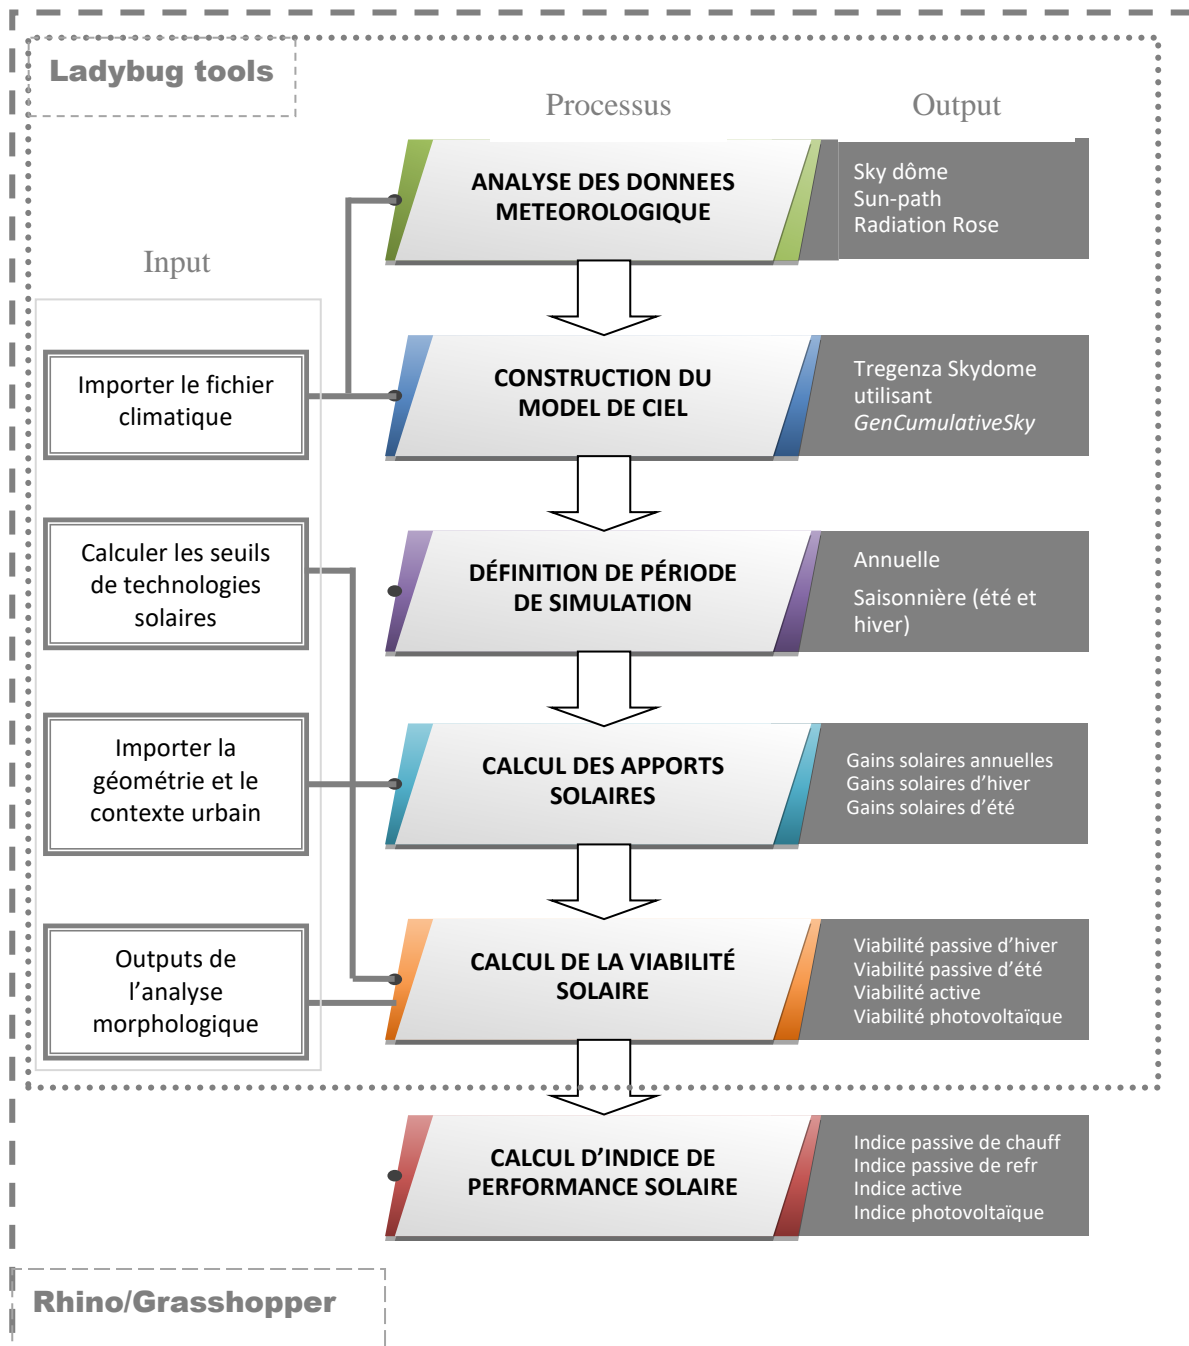 Ladybug tools
Processus
Output
Input
ANALYSE DES DONNEES
METEOROLOGIQUE
Sky dôme
Sun-path
Radiation Rose
Importer le fichier
climatique
CONSTRUCTION DU
MODEL DE CIEL
Tregenza Skydome
utilisant
GenCumulativeSky
Calculer les seuils
de technologies
solaires
DÉFINITION DE PÉRIODE
DE SIMULATION
Annuelle
Saisonnière (été et
hiver)
Importer la
géométrie et le
contexte urbain
CALCUL DES APPORTS
SOLAIRES
Gains solaires annuelles
Gains solaires d’hiver
Gains solaires d’été
Outputs de
l’analyse
morphologique
CALCUL DE LA VIABILITÉ
SOLAIRE
Viabilité passive d’hiver
Viabilité passive d’été
Viabilité active
Viabilité photovoltaïque
CALCUL D’INDICE DE
PERFORMANCE SOLAIRE
Indice passive de chauff
Indice passive de refr
Indice active
Indice photovoltaïque
Rhino/Grasshopper